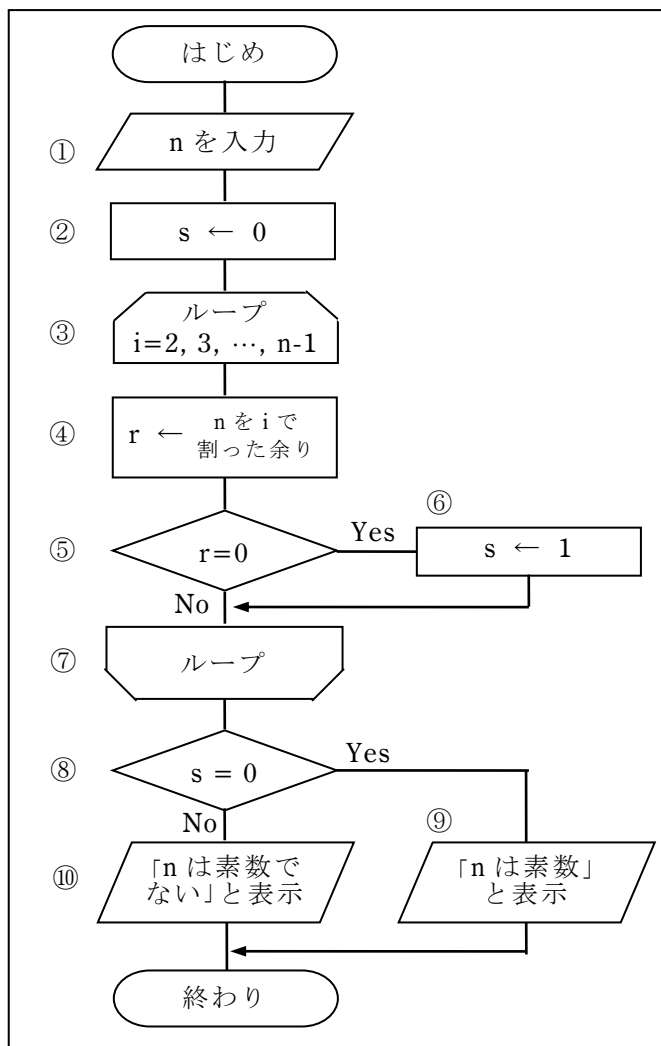 はじめ
① nを入力
② s ← 0
③ ループ
i=2, 3, …, n-1
④ r ← nをiで
割った余り
⑤ r=0
Yes
⑥
s ← 1
No
⑦ ループ
⑧ s = 0
Yes
No
⑨
⑩ 「nは素数で
ない」と表示
「nは素数」
と表示
終わり